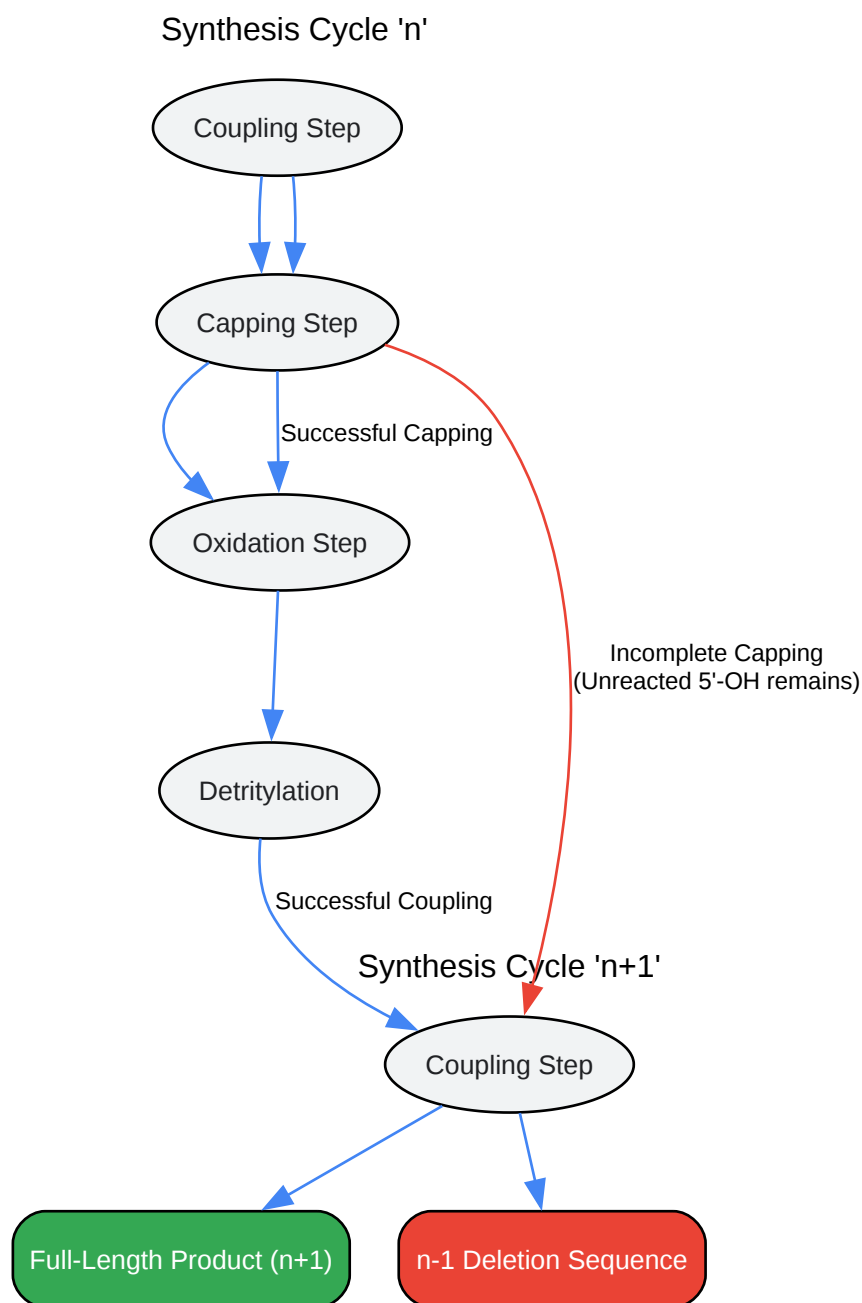 Synthesis Cycle 'n'
Coupling Step
Capping Step
Successful Capping
Oxidation Step
Incomplete Capping
(Unreacted 5'-OH remains)
Detritylation
Successful Coupling
Synthesis Cycle 'n+1'
Coupling Step
Full-Length Product (n+1)
n-1 Deletion Sequence